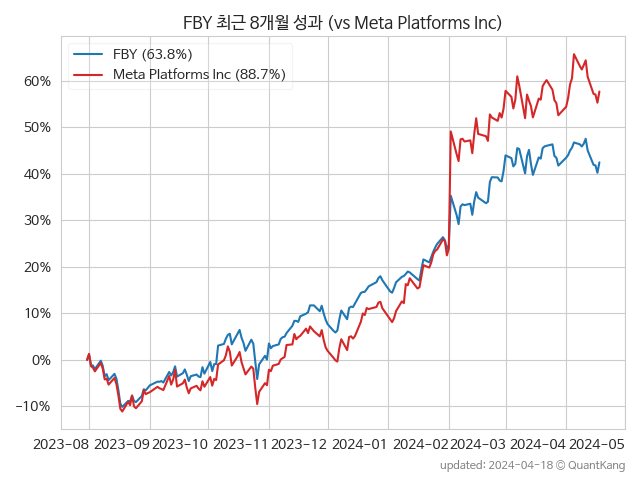 FBY 최근 8개월 성과 (vs Meta Platforms Inc)
FBY (63.8%)
Meta Platforms Inc (88.7%)
60%
50%
40%
30%
20%
10%
0%
−10%
2023−08 2023−09 2023−10 2023−11 2023−12 2024−01 2024−02 2024−03 2024−04 2024−05
updated: 2024-04-18 © QuantKang